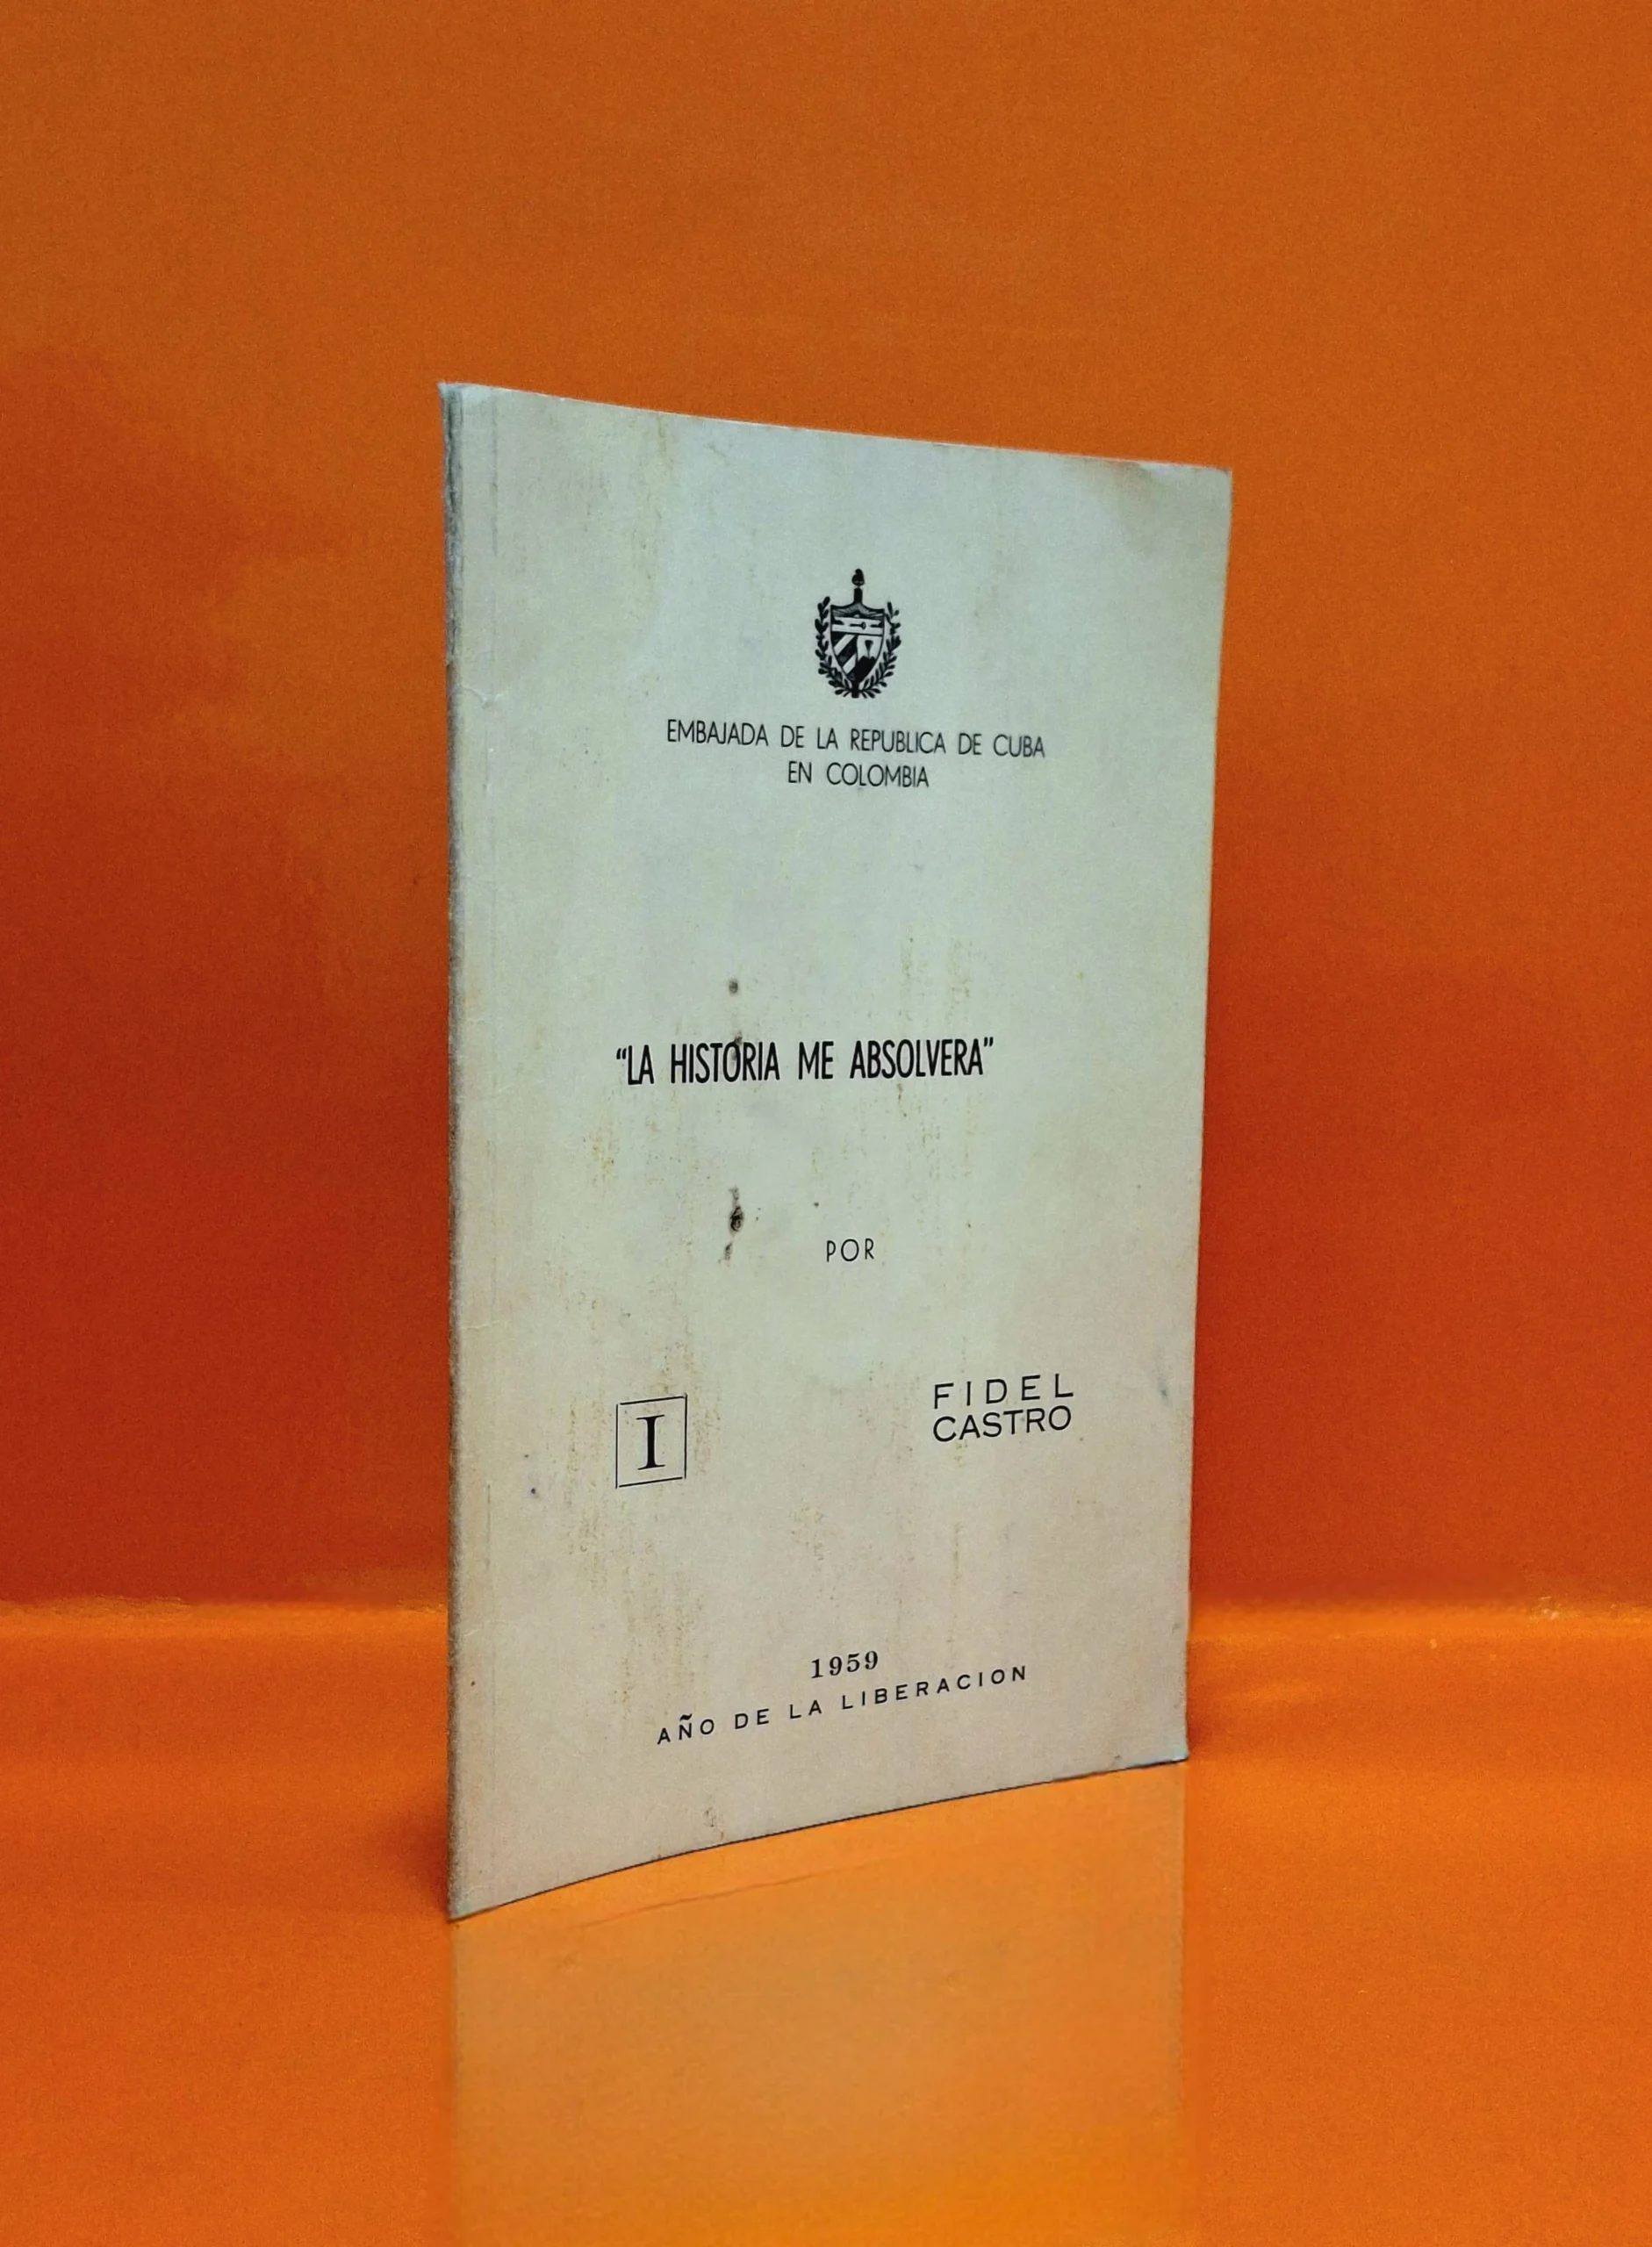 EMBAJADA DE LA REPUBLICA DE CUBA
EN COLOMBIA
“LA HISTORIA ME ABSOLVERA”
POR
FIDEL
CASTRO
I
1959
AÑO DE LA LIBERACION